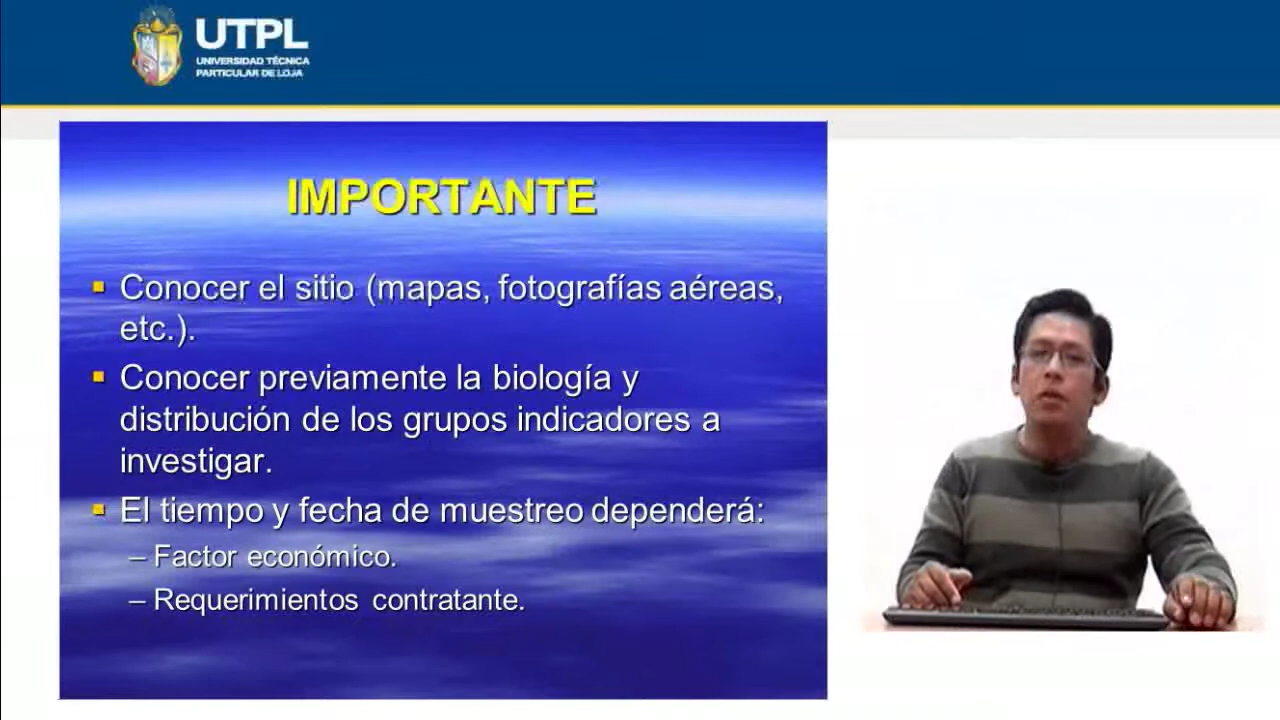 UTPL
UNIVERSIDAD TÉCNICA
PARTICULAR DE LOJA
IMPORTANTE
Conocer el sitio (mapas, fotografías aéreas,
etc.).
Conocer previamente la biología y
distribución de los grupos indicadores a
investigar.
El tiempo y fecha de muestreo dependerá:
– Factor económico.
– Requerimientos contratante.